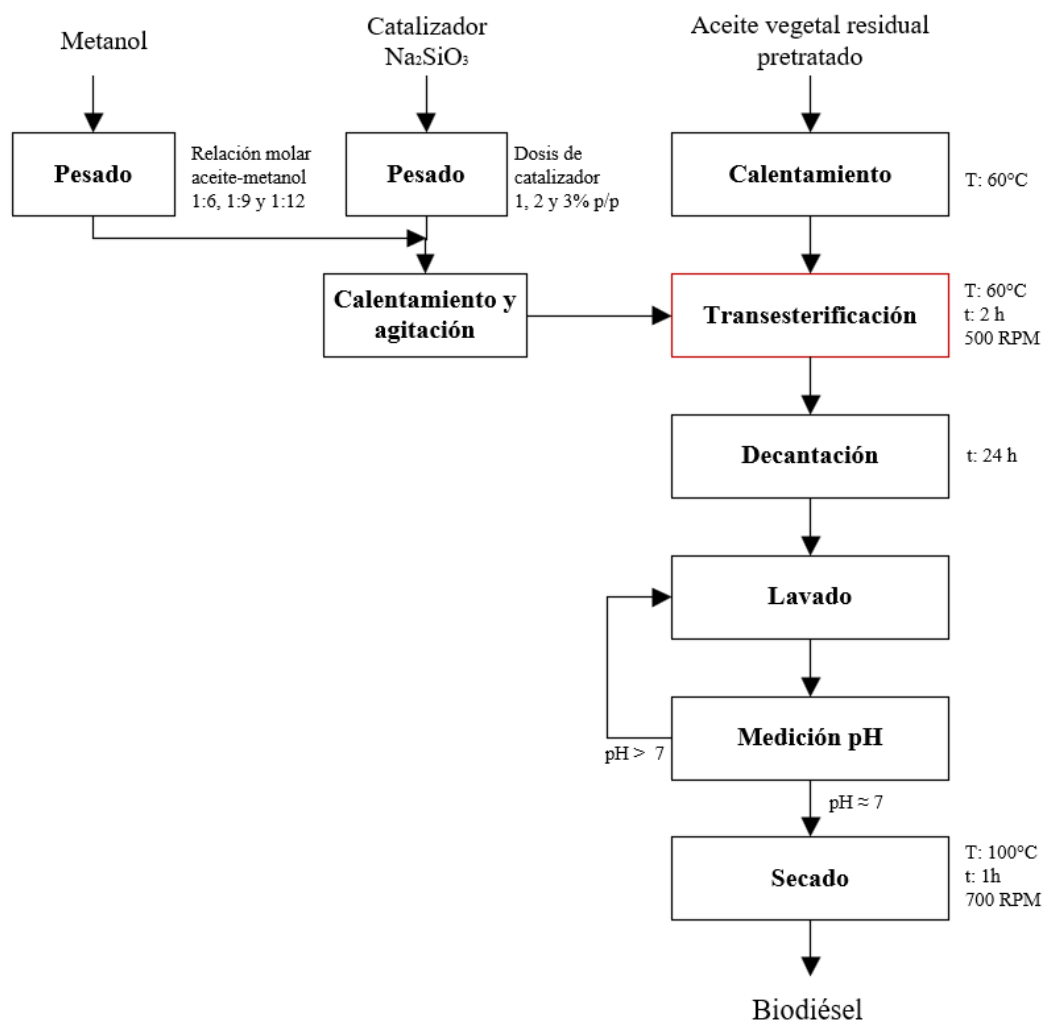 Metanol
Catalizador
Na₂SiO₃
Aceite vegetal residual
pretratado
Pesado
Relación molar
aceite-metanol
1:6, 1:9 y 1:12
Pesado
Dosis de
catalizador
1, 2 y 3% p/p
Calentamiento
T: 60°C
Calentamiento y
agitación
Transesterificación
T: 60°C
t: 2 h
500 RPM
Decantación
t: 24 h
Lavado
Medición pH
pH > 7
pH ≈ 7
Secado
T: 100°C
t: 1h
700 RPM
Biodiésel